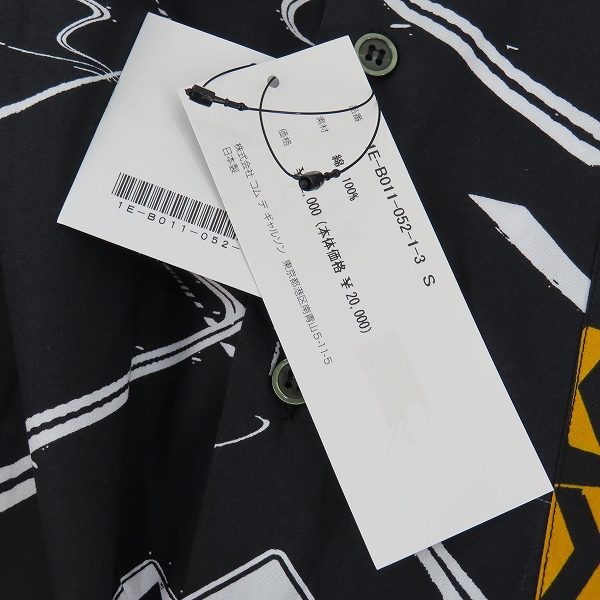 品番 1E-B011-052-1-3 S
素材 綿 100%
価格 ,000 (本体価格 ¥ 20,000)
株式会社 コム デ ギャルソン 東京都港区南青山5-11-5
日本製
1E-B011-052-